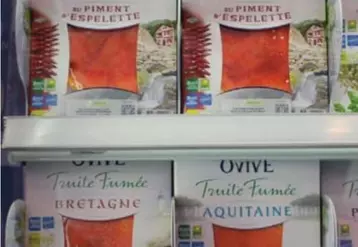 AU PIMENT
D'ESPELETTE
AU PIMENT
D'ESPELETTE
OVIVE
Truite Fumée
BRETAGNE
OVIVE
Truite Fumée
D'AQUITAINE